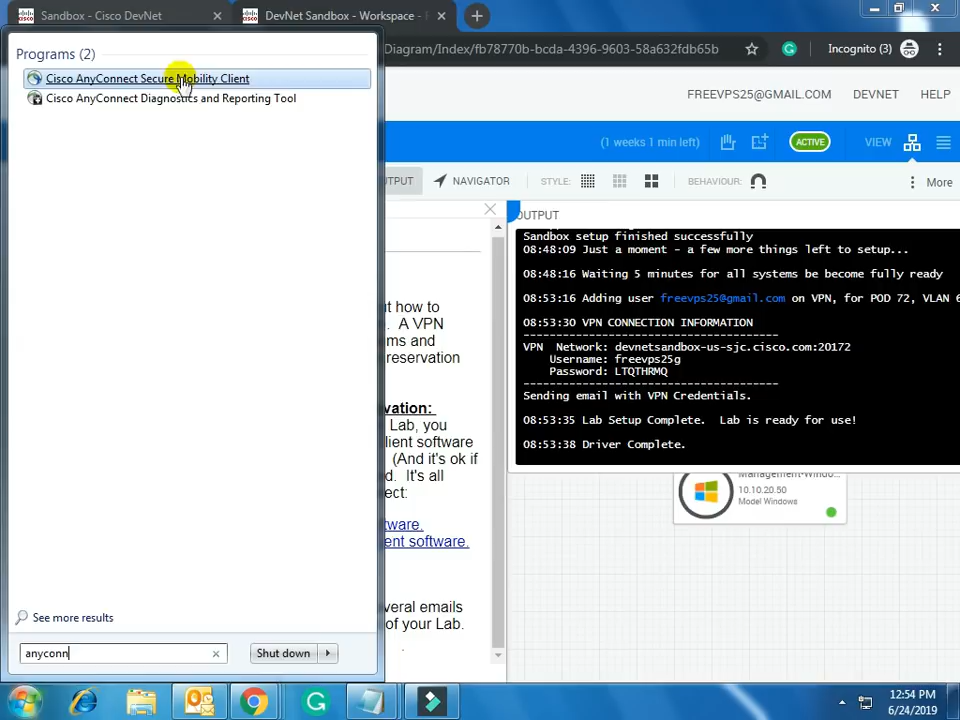 Sandbox - Cisco DevNet
DevNet Sandbox - Workspace -
Diagram/Index/fb78770b-bcda-4396-9603-58a632fdb65b
Incognito (3)
Programs (2)
Cisco AnyConnect Secure Mobility Client
Cisco AnyConnect Diagnostics and Reporting Tool
FREEVPS25@GMAIL.COM DEVNET HELP
(1 weeks 1 min left) ACTIVE VIEW
NAVIGATOR STYLE: BEHAVIOUR: More
OUTPUT
Sandbox setup finished successfully
08:48:09 Just a moment - a few more things left to setup...
08:48:16 Waiting 5 minutes for all systems be become fully ready
08:53:16 Adding user freevps25@gmail.com on VPN, for POD 72, VLAN 6
08:53:30 VPN CONNECTION INFORMATION
----------------------------------------
VPN Network: devnetsandbox-us-sjc.cisco.com:20172
Username: freevps25g
Password: LTQTHRMQ
----------------------------------------
Sending email with VPN Credentials.
08:53:35 Lab Setup Complete. Lab is ready for use!
08:53:38 Driver Complete.
ut how to
. A VPN
ms and
reservation
vation:
Lab, you
lient software
(And it's ok if
d. It's all
ect:
tware.
ent software.
veral emails
of your Lab.
Management-Windo...
10.10.20.50
Model Windows
See more results
anyconn
Shut down
12:54 PM
6/24/2019